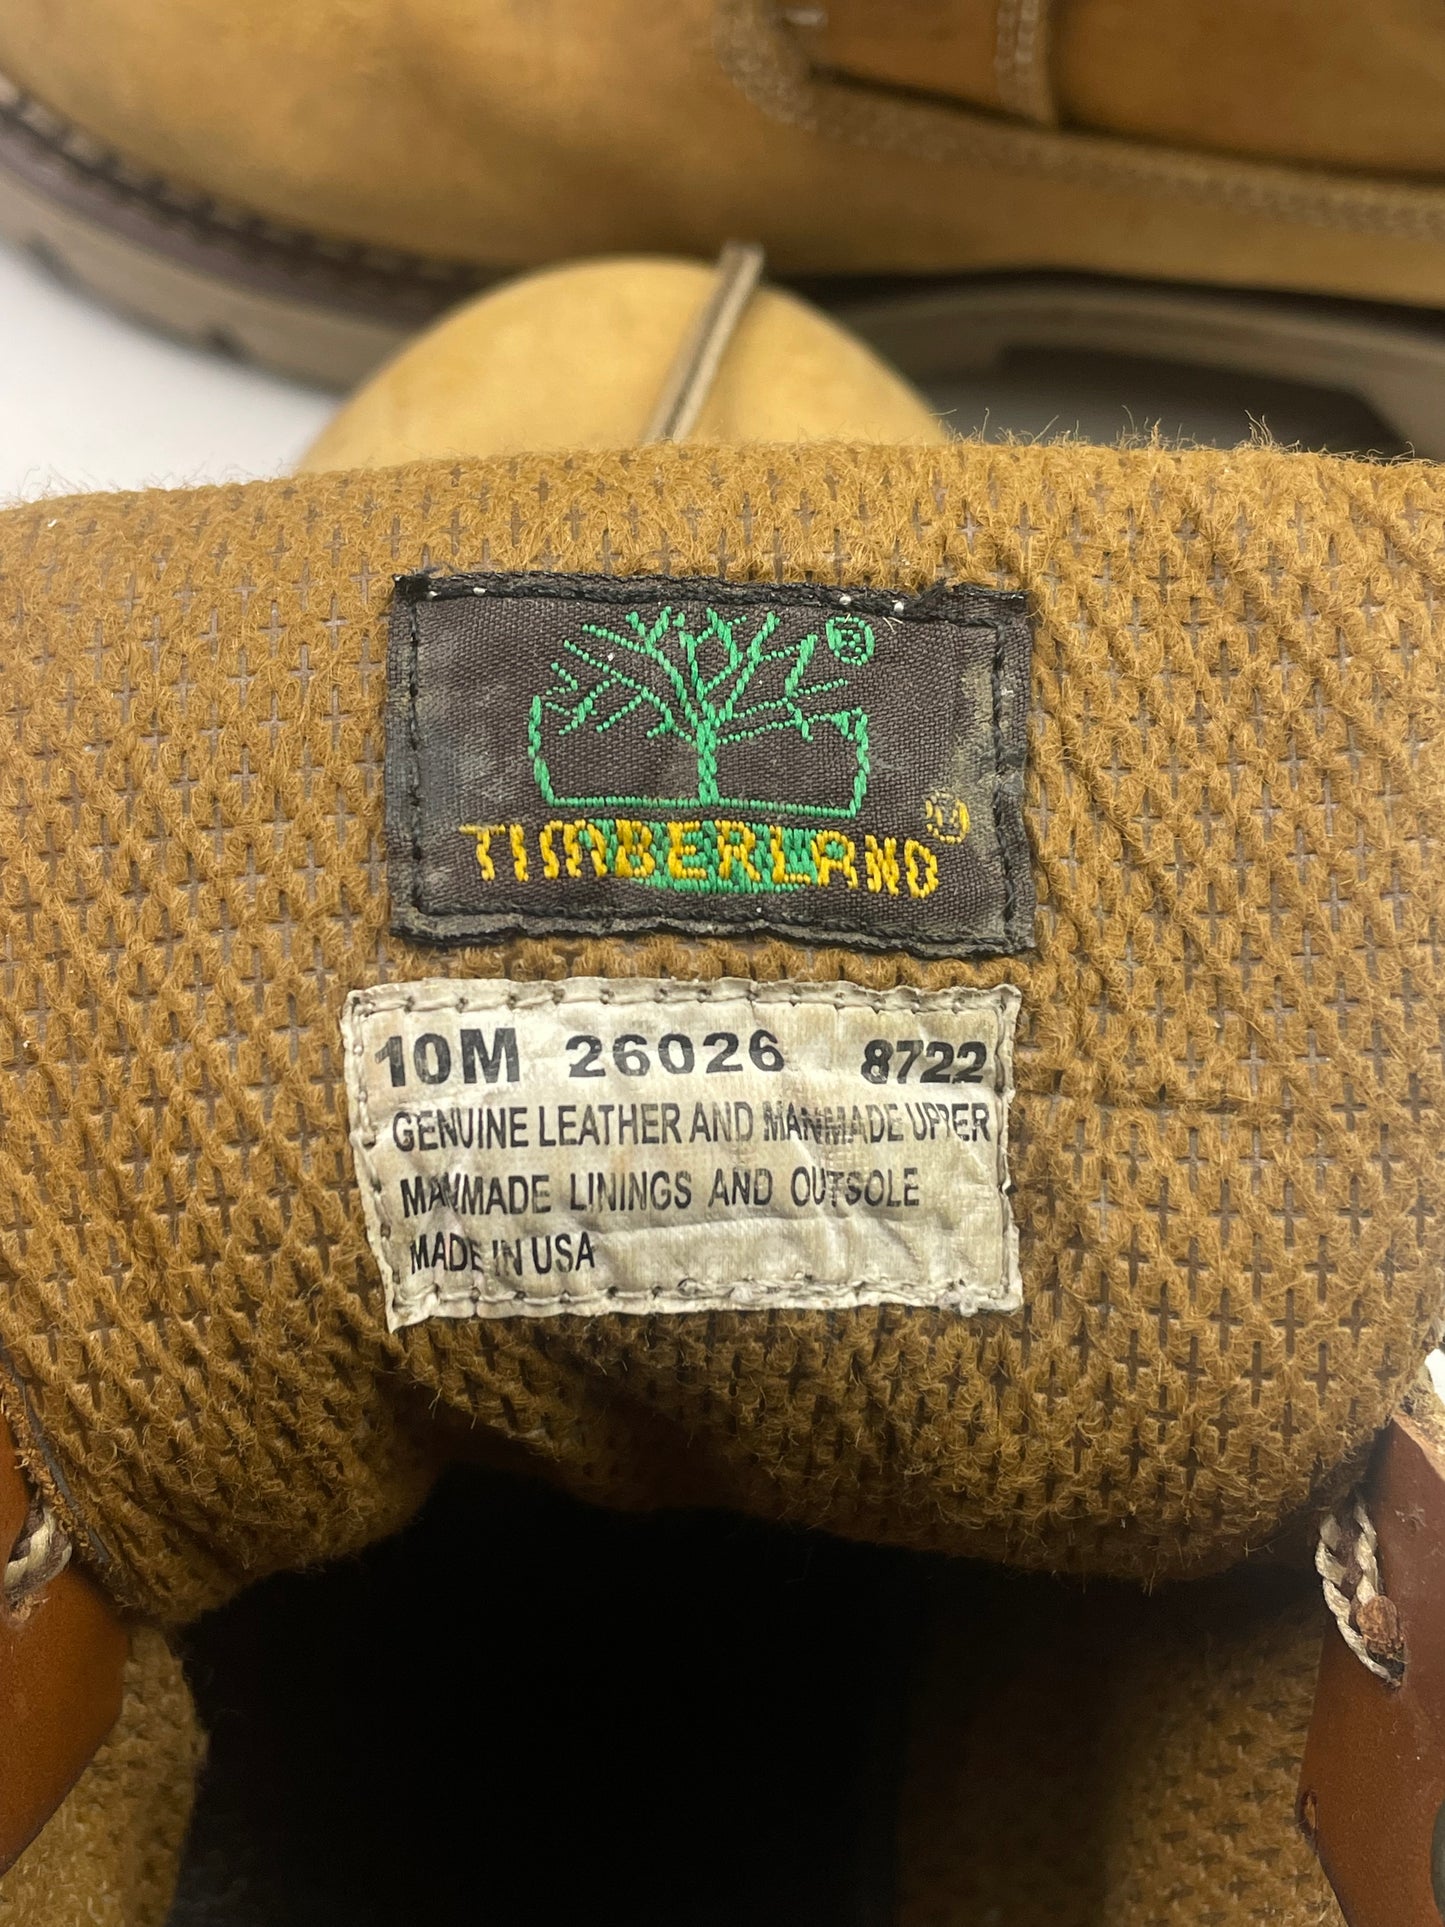 ®
TIMBERLAND
10M 26026 8722
GENUINE LEATHER AND MANMADE UPPER
MANMADE LININGS AND OUTSOLE
MADE IN USA